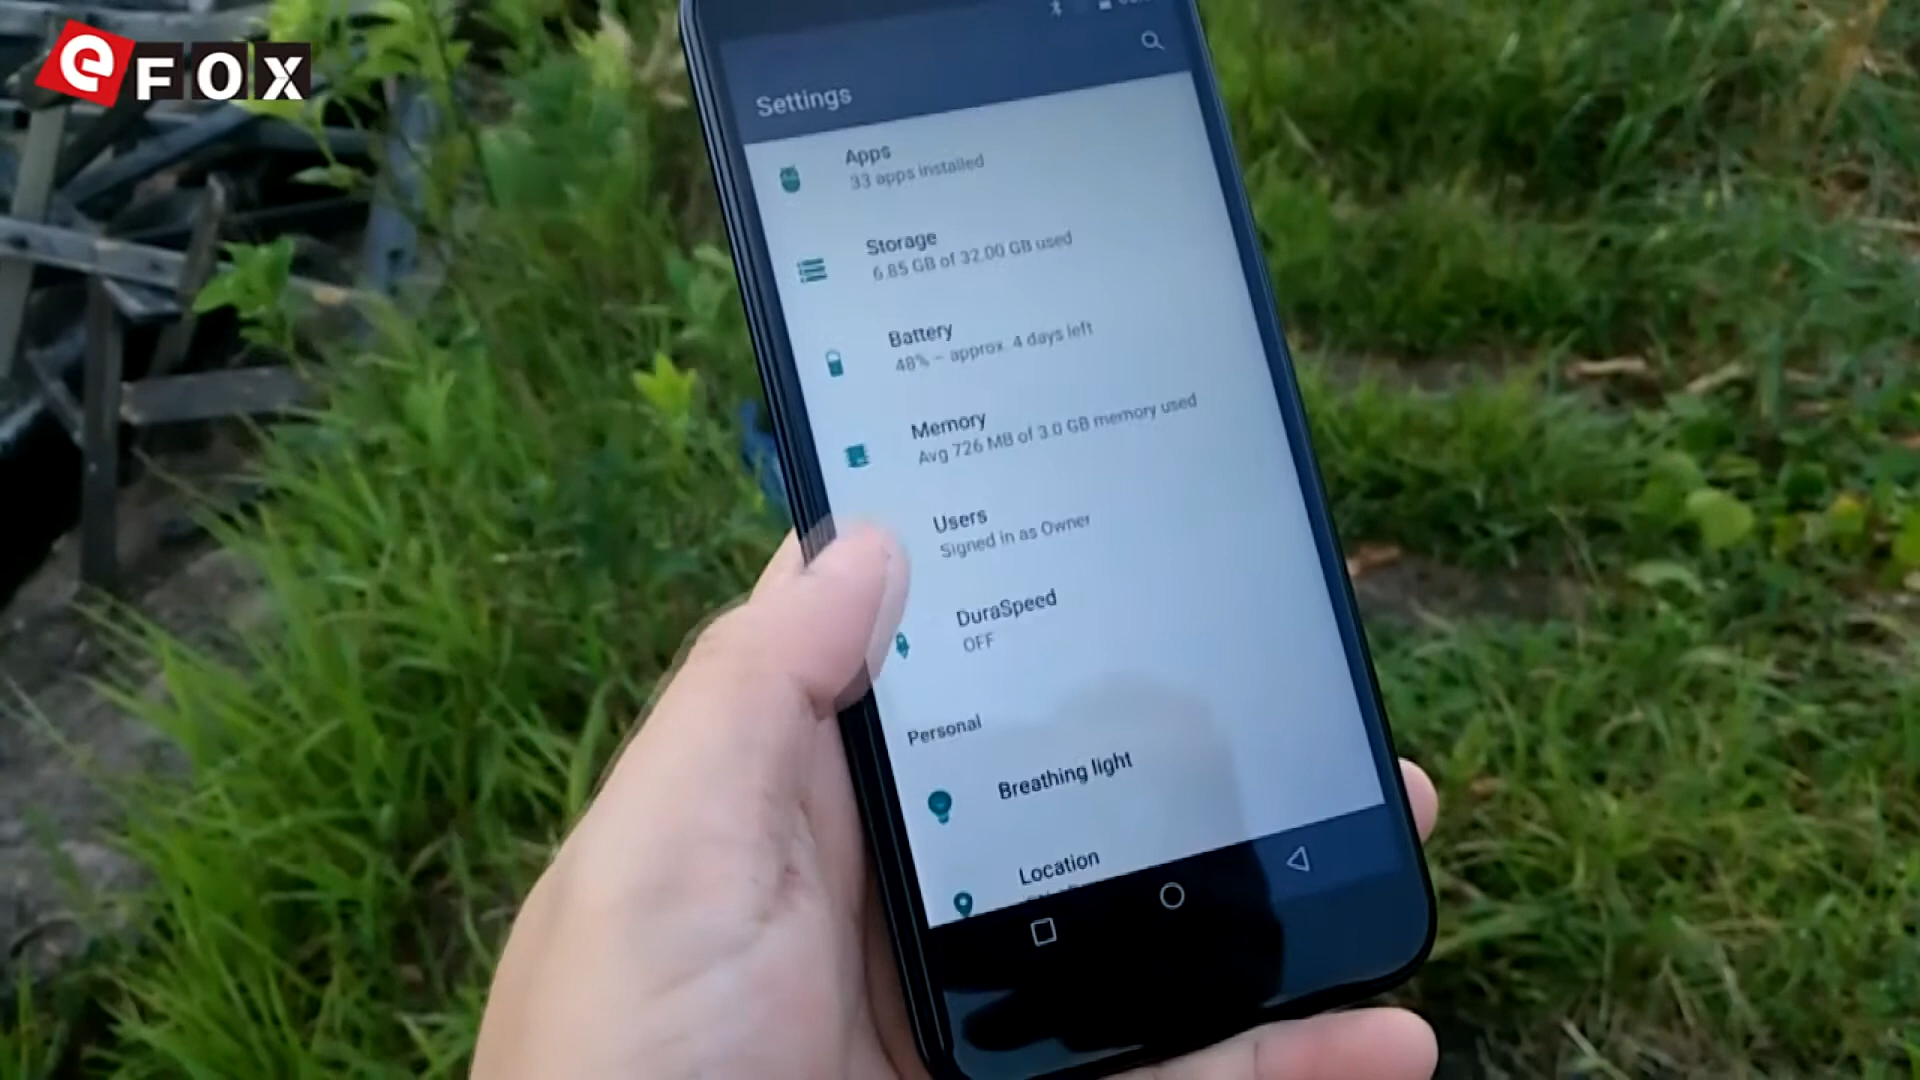 eFOX
Settings
Apps
33 apps installed
Storage
6.85 GB of 32.00 GB used
Battery
48% – approx. 4 days left
Memory
Avg 726 MB of 3.0 GB memory used
Users
Signed in as Owner
DuraSpeed
OFF
Personal
Breathing light
Location